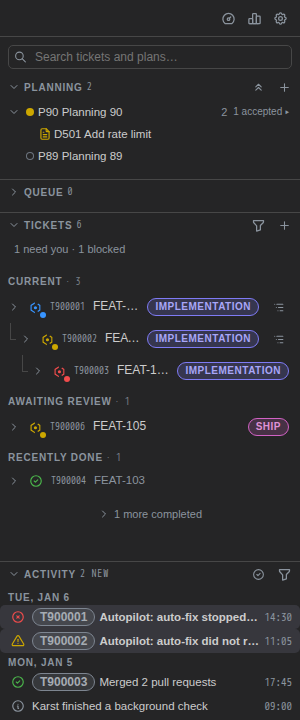 Search tickets and plans…
PLANNING 2
P90 Planning 90 2 1 accepted ▸
D501 Add rate limit
P89 Planning 89
QUEUE 0
TICKETS 6
1 need you · 1 blocked
CURRENT · 3
T900001 FEAT-… IMPLEMENTATION
T900002 FEA… IMPLEMENTATION
T900003 FEAT-1… IMPLEMENTATION
AWAITING REVIEW · 1
T900006 FEAT-105 SHIP
RECENTLY DONE · 1
T900004 FEAT-103
1 more completed
ACTIVITY 2 NEW
TUE, JAN 6
T900001 Autopilot: auto-fix stopped… 14:30
T900002 Autopilot: auto-fix did not r… 11:05
MON, JAN 5
T900003 Merged 2 pull requests 17:45
Karst finished a background check 09:00